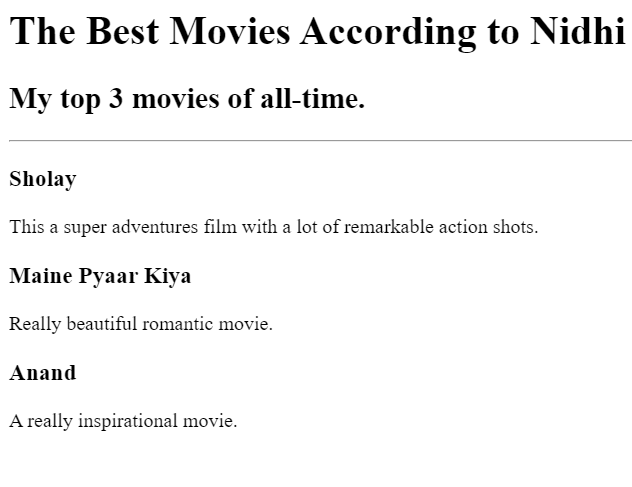 The Best Movies According to Nidhi
My top 3 movies of all-time.
Sholay
This a super adventures film with a lot of remarkable action shots.
Maine Pyaar Kiya
Really beautiful romantic movie.
Anand
A really inspirational movie.